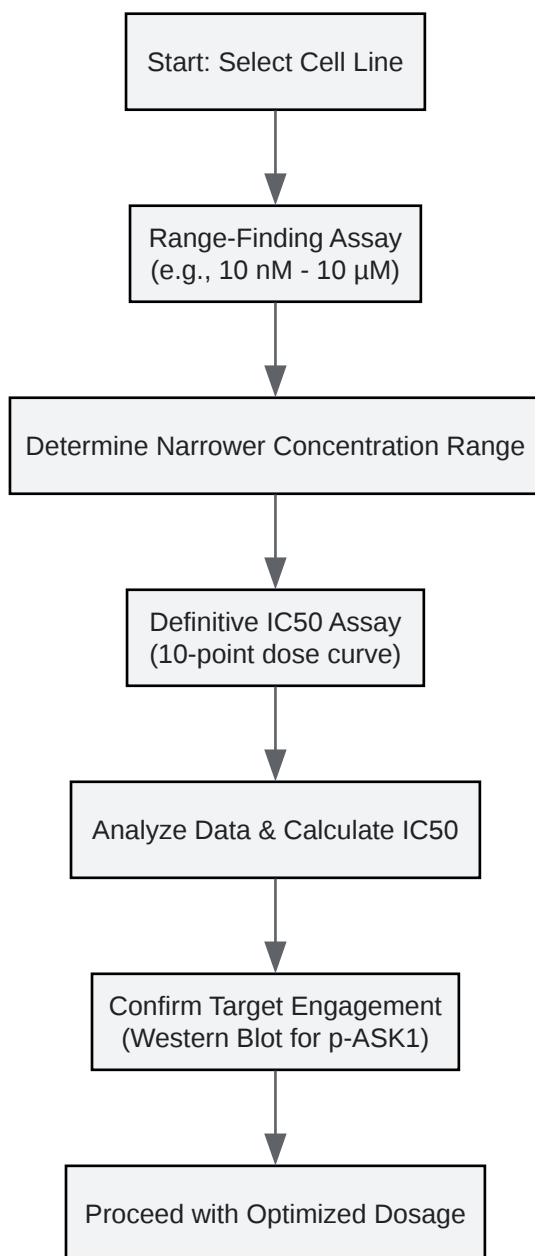 Start: Select Cell Line
Range-Finding Assay
(e.g., 10 nM - 10 µM)
Determine Narrower Concentration Range
Definitive IC50 Assay
(10-point dose curve)
Analyze Data & Calculate IC50
Confirm Target Engagement
(Western Blot for p-ASK1)
Proceed with Optimized Dosage